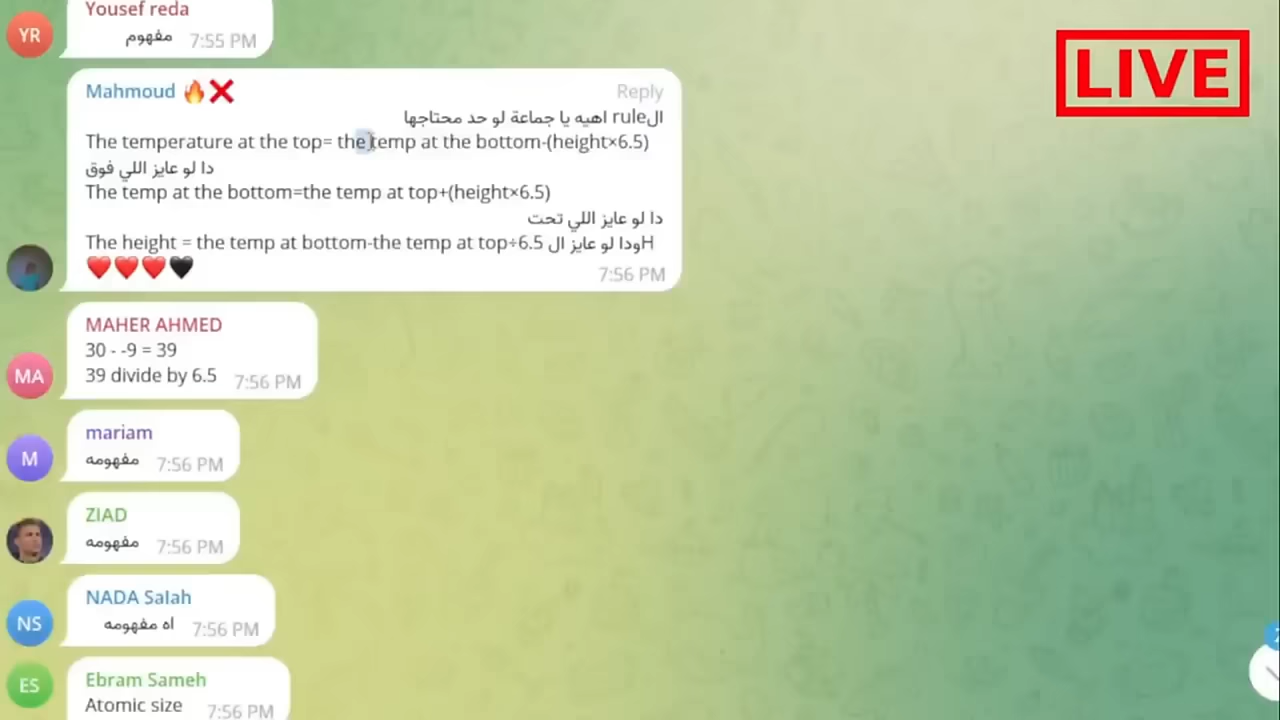 Yousef reda
YR
مفهوم 7:55 PM
LIVE
Mahmoud 🔥❌ Reply
الrule اهيه يا جماعة لو حد محتاجها
The temperature at the top= the temp at the bottom-(height×6.5)
دا لو عايز اللي فوق
The temp at the bottom=the temp at top+(height×6.5)
دا لو عايز اللي تحت
The height = the temp at bottom-the temp at top÷6.5 ودا لو عايز ال H
❤️❤️❤️🖤 7:56 PM
MAHER AHMED
30 - -9 = 39
MA
39 divide by 6.5 7:56 PM
mariam
M
مفهومه 7:56 PM
ZIAD
مفهومه 7:56 PM
NADA Salah
NS
اه مفهومه 7:56 PM
Ebram Sameh
ES
Atomic size 7:56 PM